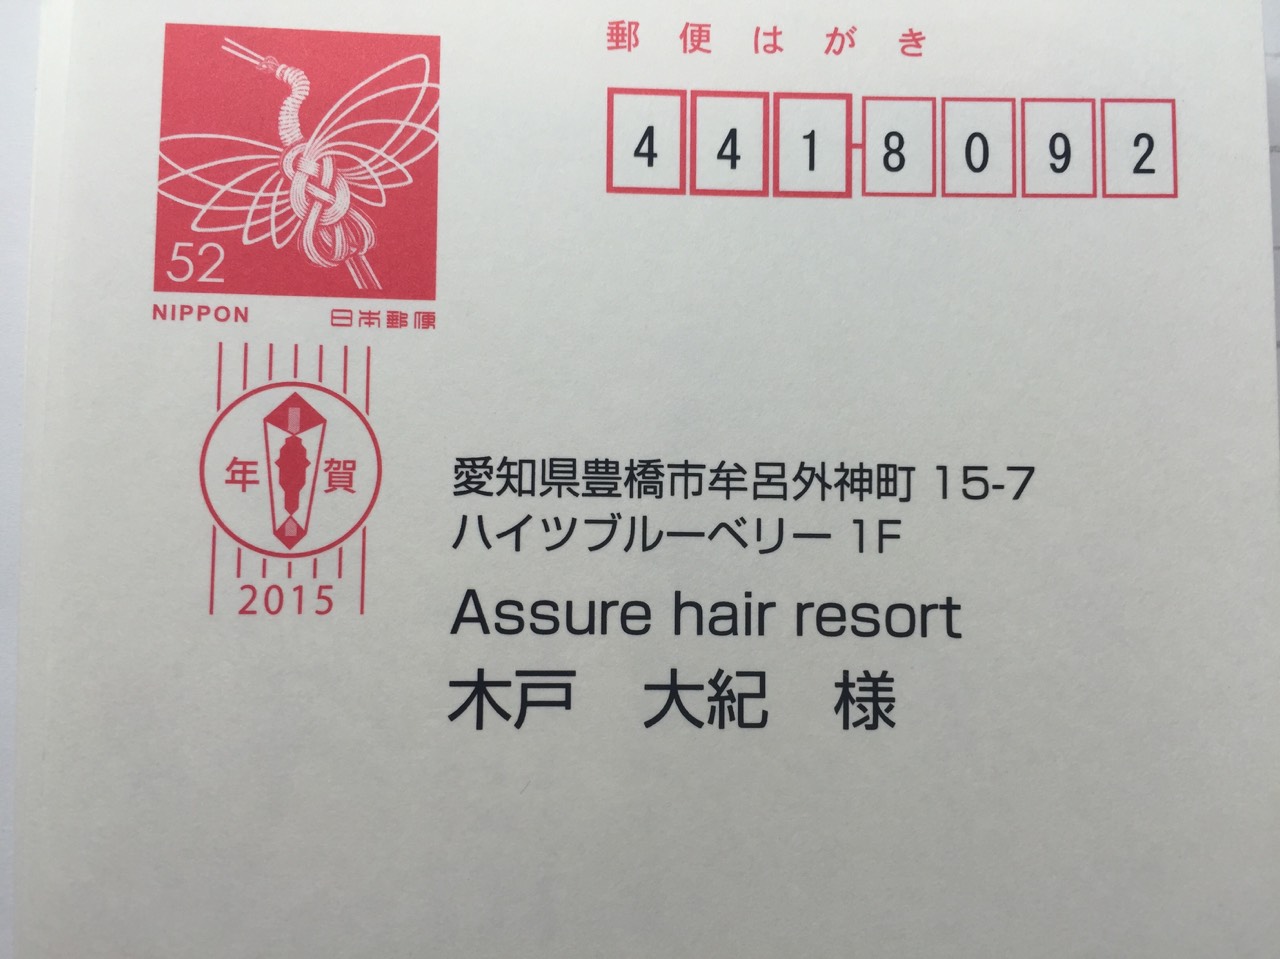 郵便はがき
441-8092
52
NIPPON 日本郵便
年賀
2015
愛知県豊橋市牟呂外神町 15-7
ハイツブルーベリー 1F
Assure hair resort
木戸　大紀　様